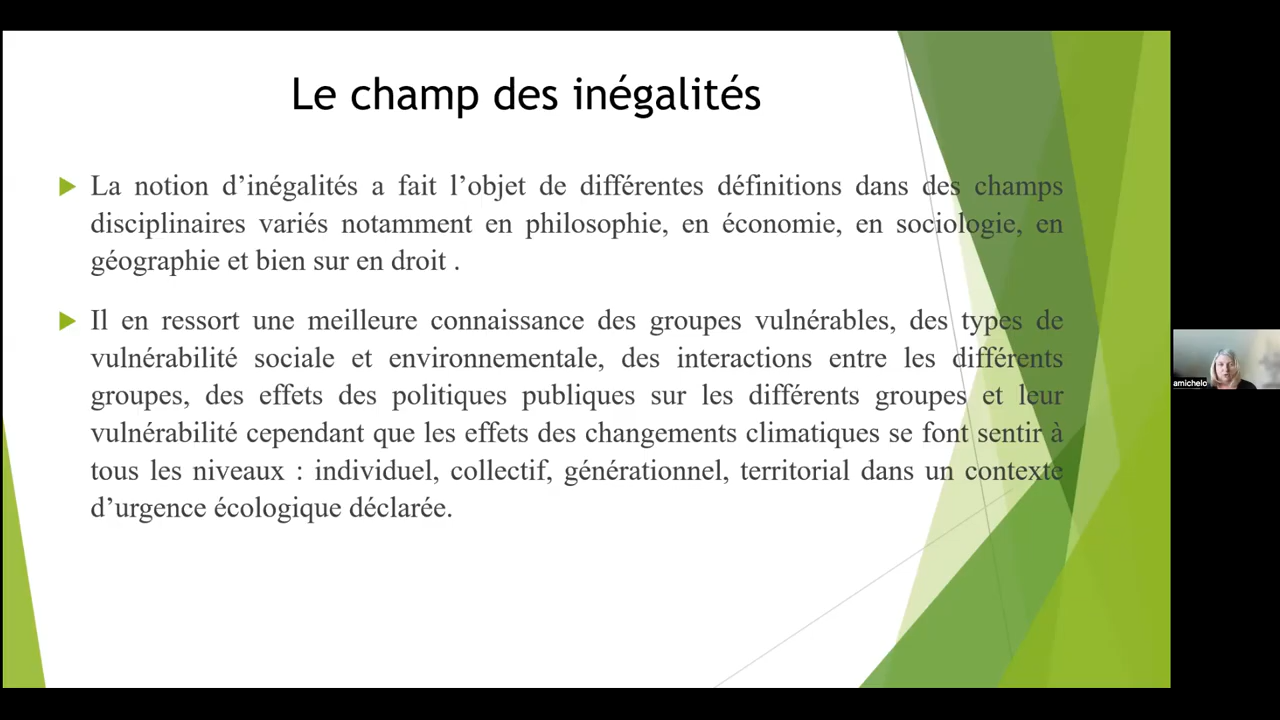 Le champ des inégalités
La notion d’inégalités a fait l’objet de différentes définitions dans des champs
disciplinaires variés notamment en philosophie, en économie, en sociologie, en
géographie et bien sur en droit .
Il en ressort une meilleure connaissance des groupes vulnérables, des types de
vulnérabilité sociale et environnementale, des interactions entre les différents
groupes, des effets des politiques publiques sur les différents groupes et leur
vulnérabilité cependant que les effets des changements climatiques se font sentir à
tous les niveaux : individuel, collectif, générationnel, territorial dans un contexte
d’urgence écologique déclarée.
amichelo